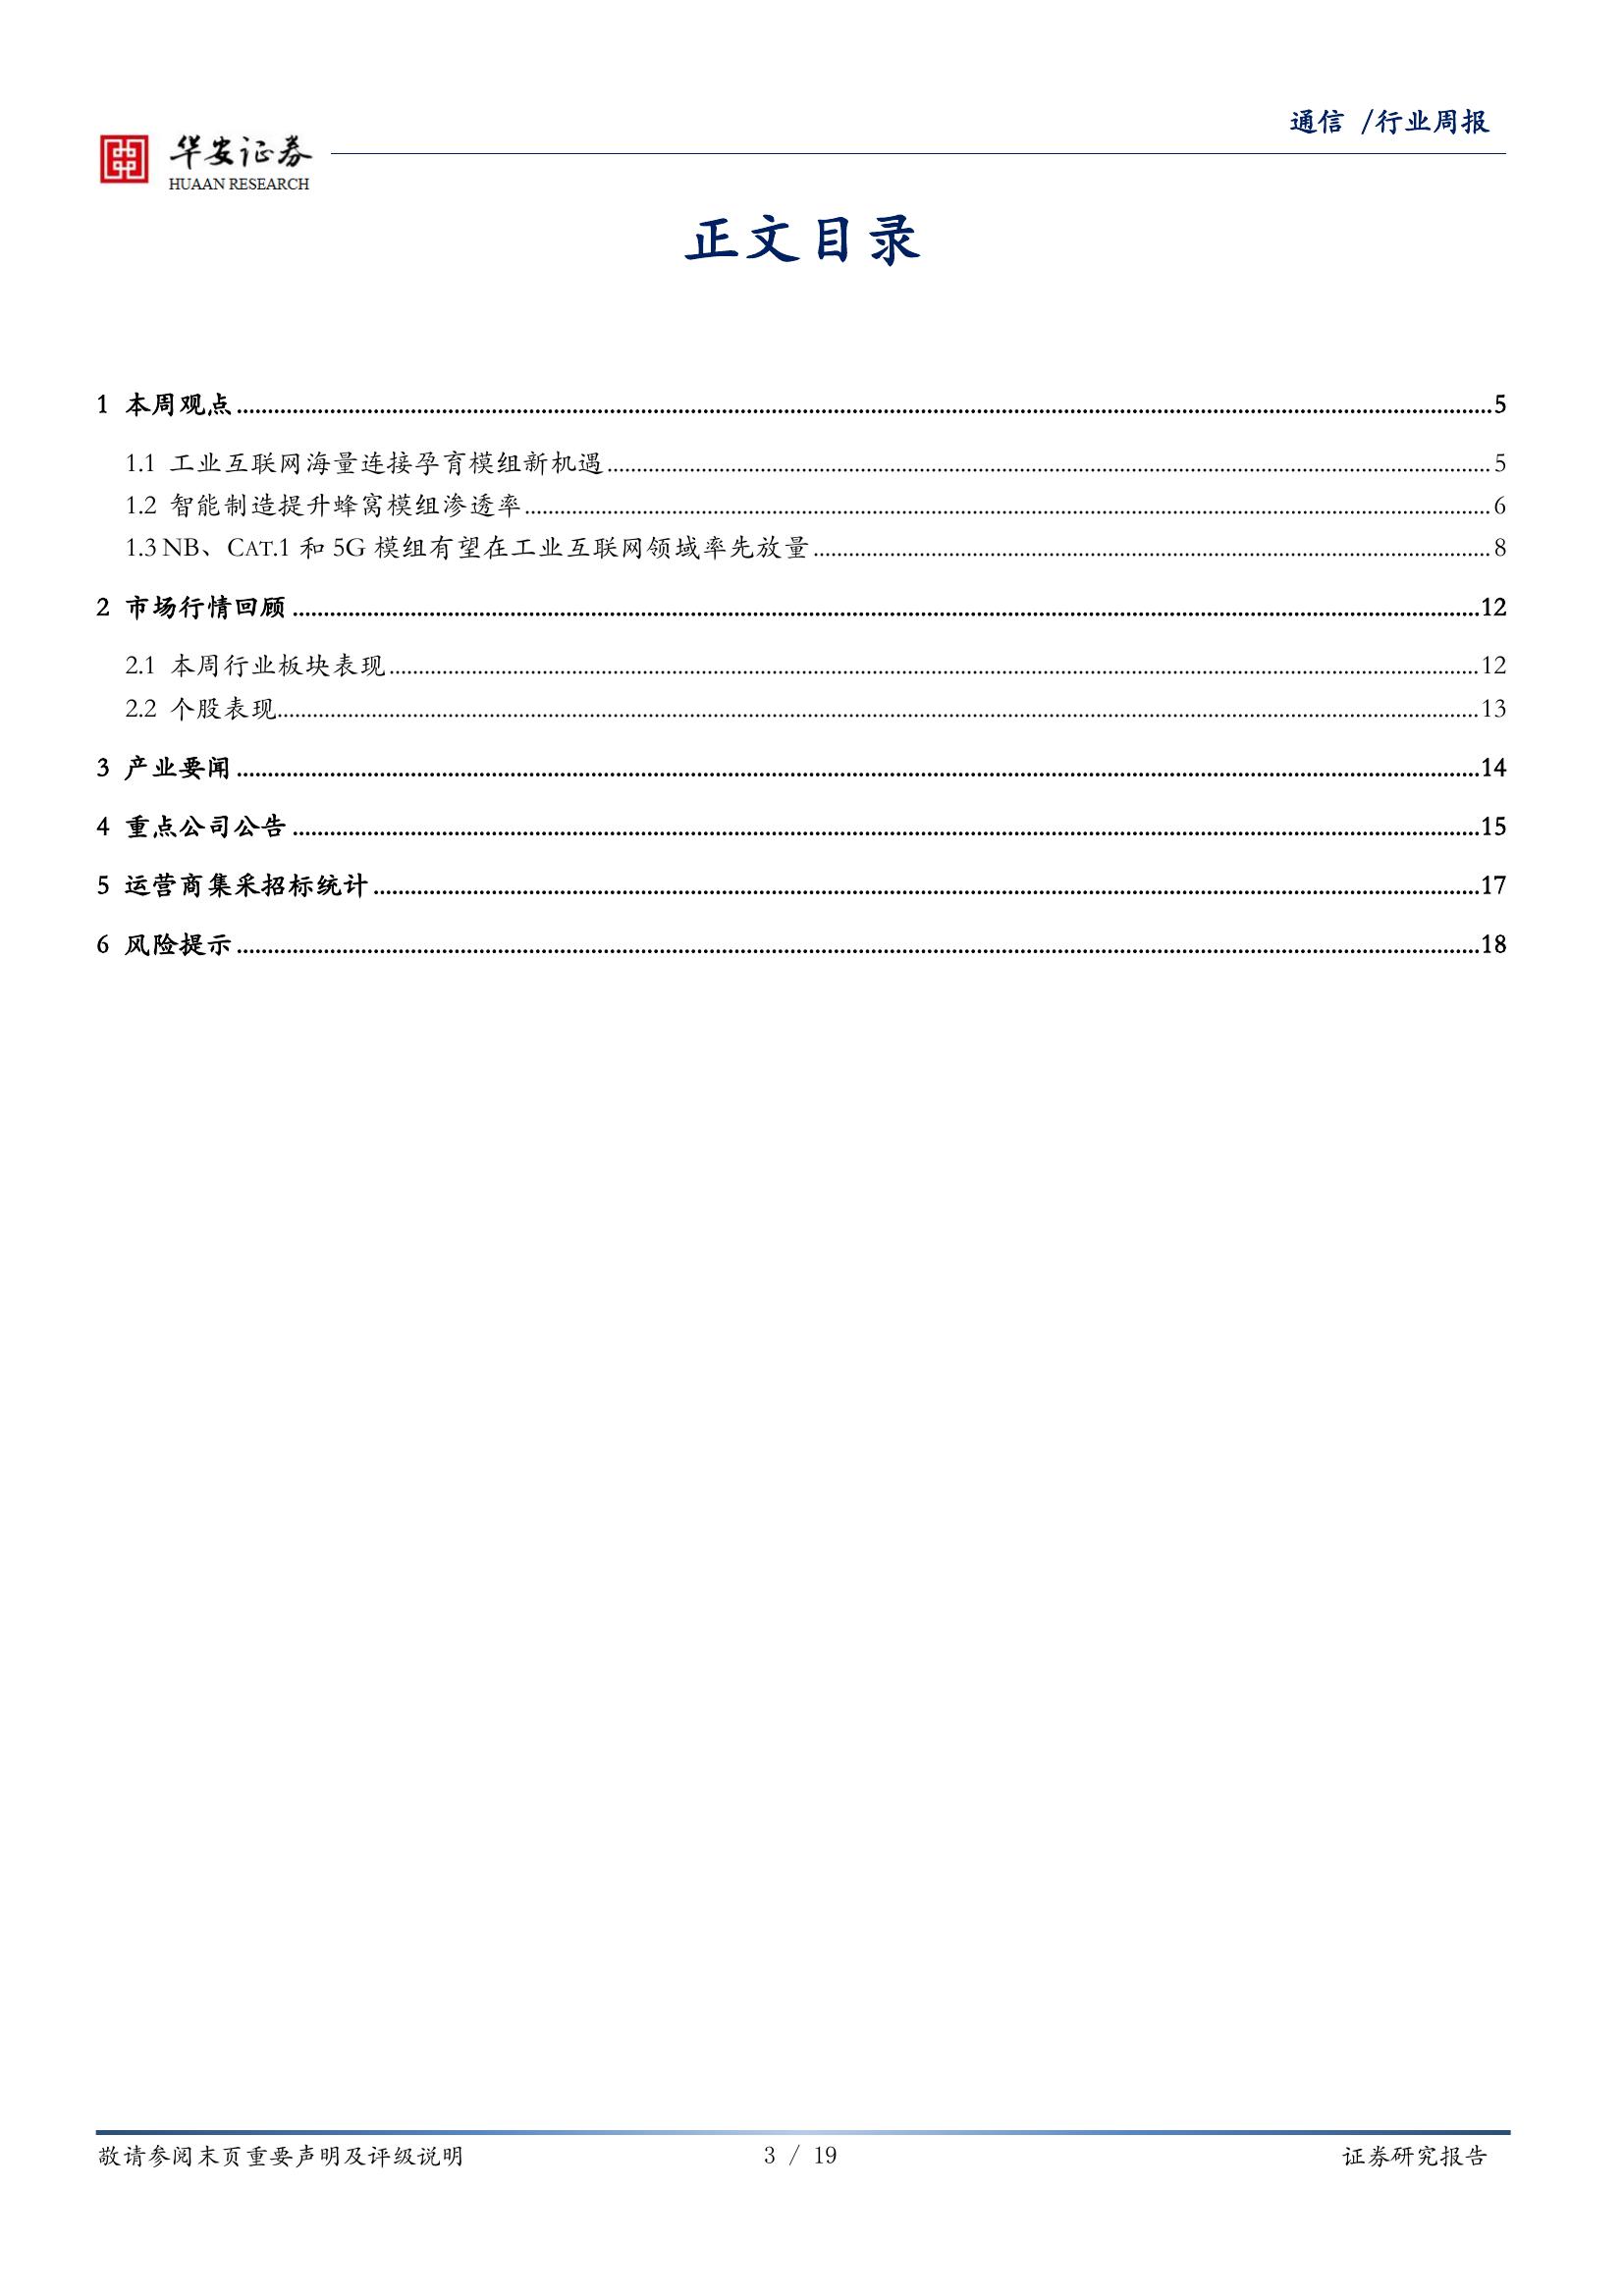 通信 /行业周报
华安证券
HUAAN RESEARCH
正文目录
1 本周观点 5
1.1 工业互联网海量连接孕育模组新机遇 5
1.2 智能制造提升蜂窝模组渗透率 6
1.3 NB、CAT.1 和 5G 模组有望在工业互联网领域率先放量 8
2 市场行情回顾 12
2.1 本周行业板块表现 12
2.2 个股表现 13
3 产业要闻 14
4 重点公司公告 15
5 运营商集采招标统计 17
6 风险提示 18
敬请参阅末页重要声明及评级说明 3 / 19 证券研究报告